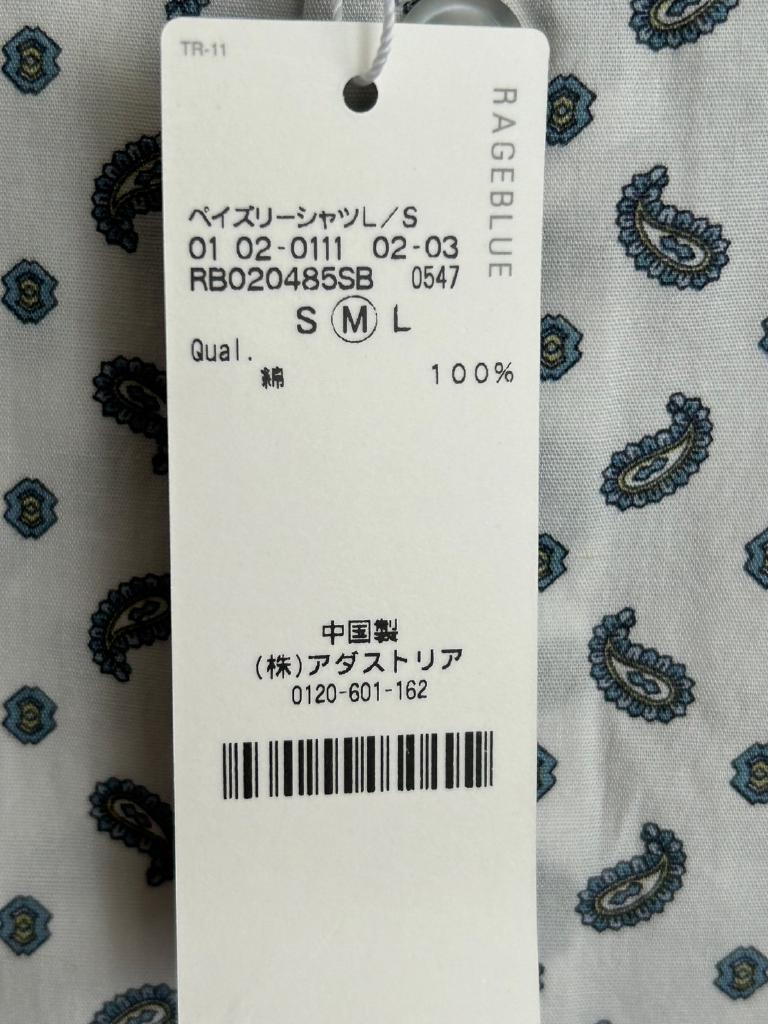 TR-11
RAGEBLUE
ペイズリーシャツL/S
01 02-0111 02-03
RB020485SB 0547
S M L
Qual.
綿 100%
中国製
(株)アダストリア
0120-601-162